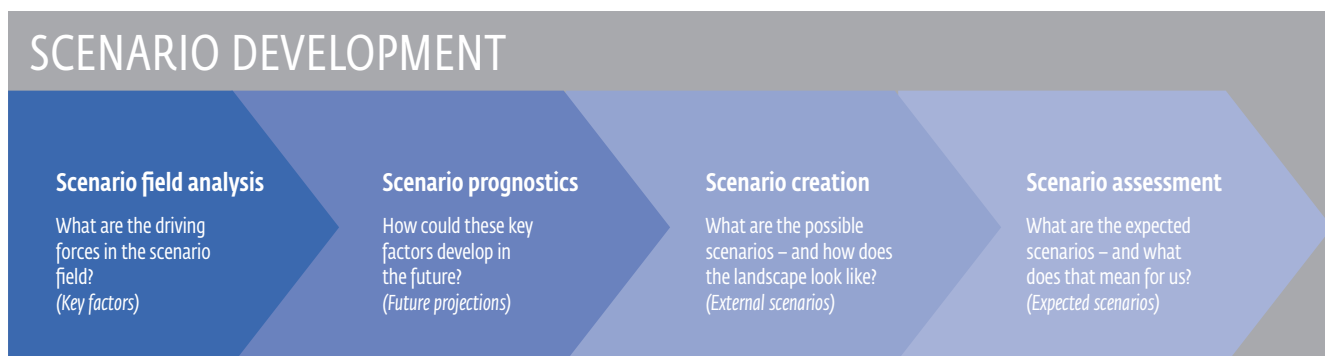 SCENARIO DEVELOPMENT
Scenario field analysis
What are the driving
forces in the scenario
field?
(Key factors)
Scenario prognostics
How could these key
factors develop in
the future?
(Future projections)
Scenario creation
What are the possible
scenarios – and how does
the landscape look like?
(External scenarios)
Scenario assessment
What are the expected
scenarios – and what
does that mean for us?
(Expected scenarios)